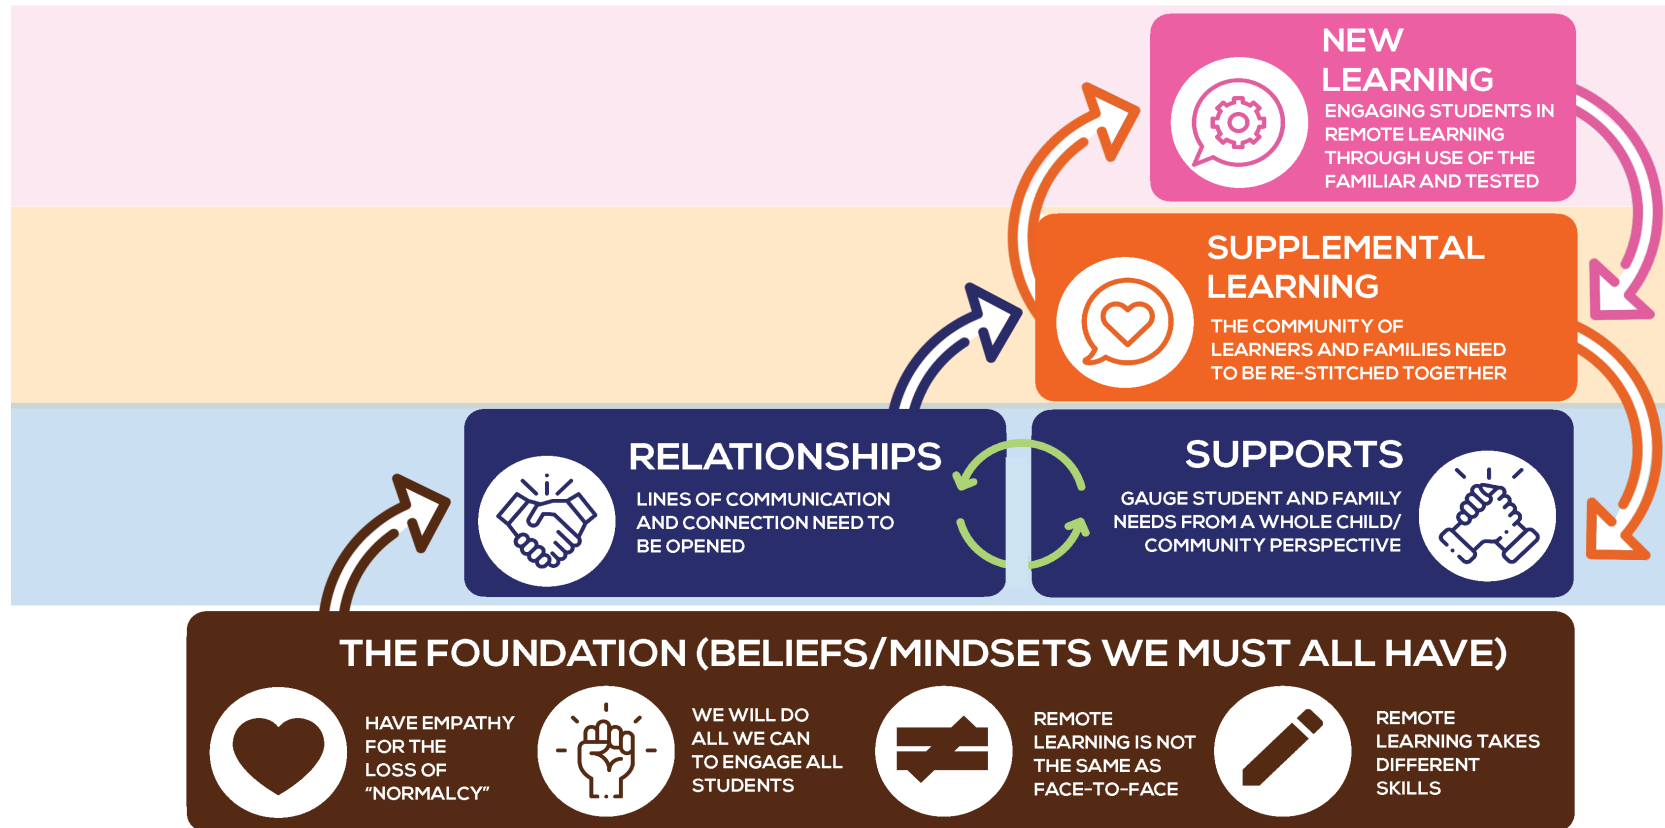 NEW
LEARNING
ENGAGING STUDENTS IN
REMOTE LEARNING
THROUGH USE OF THE
FAMILIAR AND TESTED
SUPPLEMENTAL
LEARNING
THE COMMUNITY OF
LEARNERS AND FAMILIES NEED
TO BE RE-STITCHED TOGETHER
RELATIONSHIPS
LINES OF COMMUNICATION
AND CONNECTION NEED TO
BE OPENED
SUPPORTS
GAUGE STUDENT AND FAMILY
NEEDS FROM A WHOLE CHILD/
COMMUNITY PERSPECTIVE
THE FOUNDATION (BELIEFS/MINDSETS WE MUST ALL HAVE)
HAVE EMPATHY
FOR THE
LOSS OF
“NORMALCY”
WE WILL DO
ALL WE CAN
TO ENGAGE ALL
STUDENTS
REMOTE
LEARNING IS NOT
THE SAME AS
FACE-TO-FACE
REMOTE
LEARNING TAKES
DIFFERENT
SKILLS